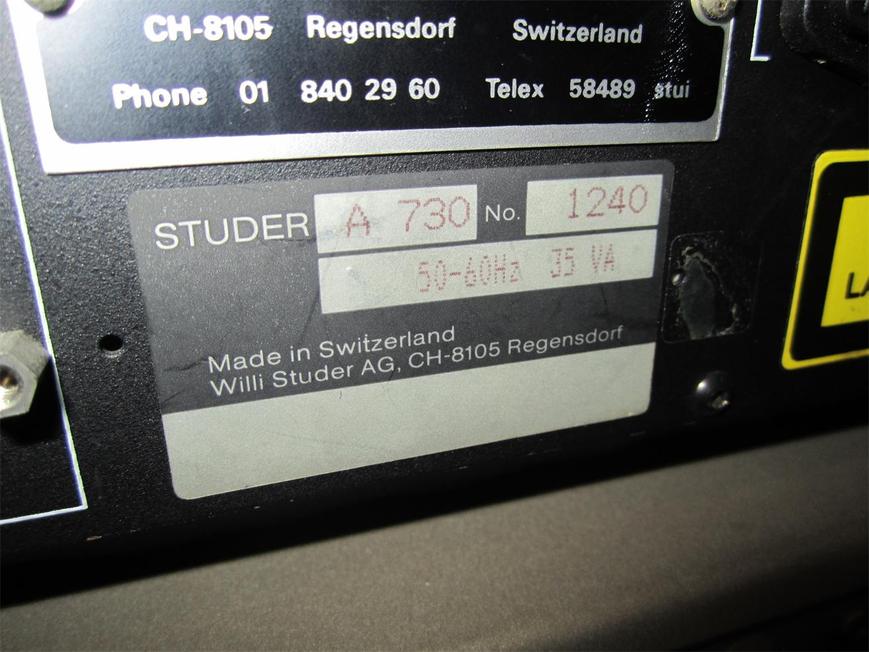 CH-8105 Regensdorf Switzerland
Phone 01 840 29 60 Telex 58489 stui
STUDER A 730 No. 1240
50-60Hz 35 VA
Made in Switzerland
Willi Studer AG, CH-8105 Regensdorf